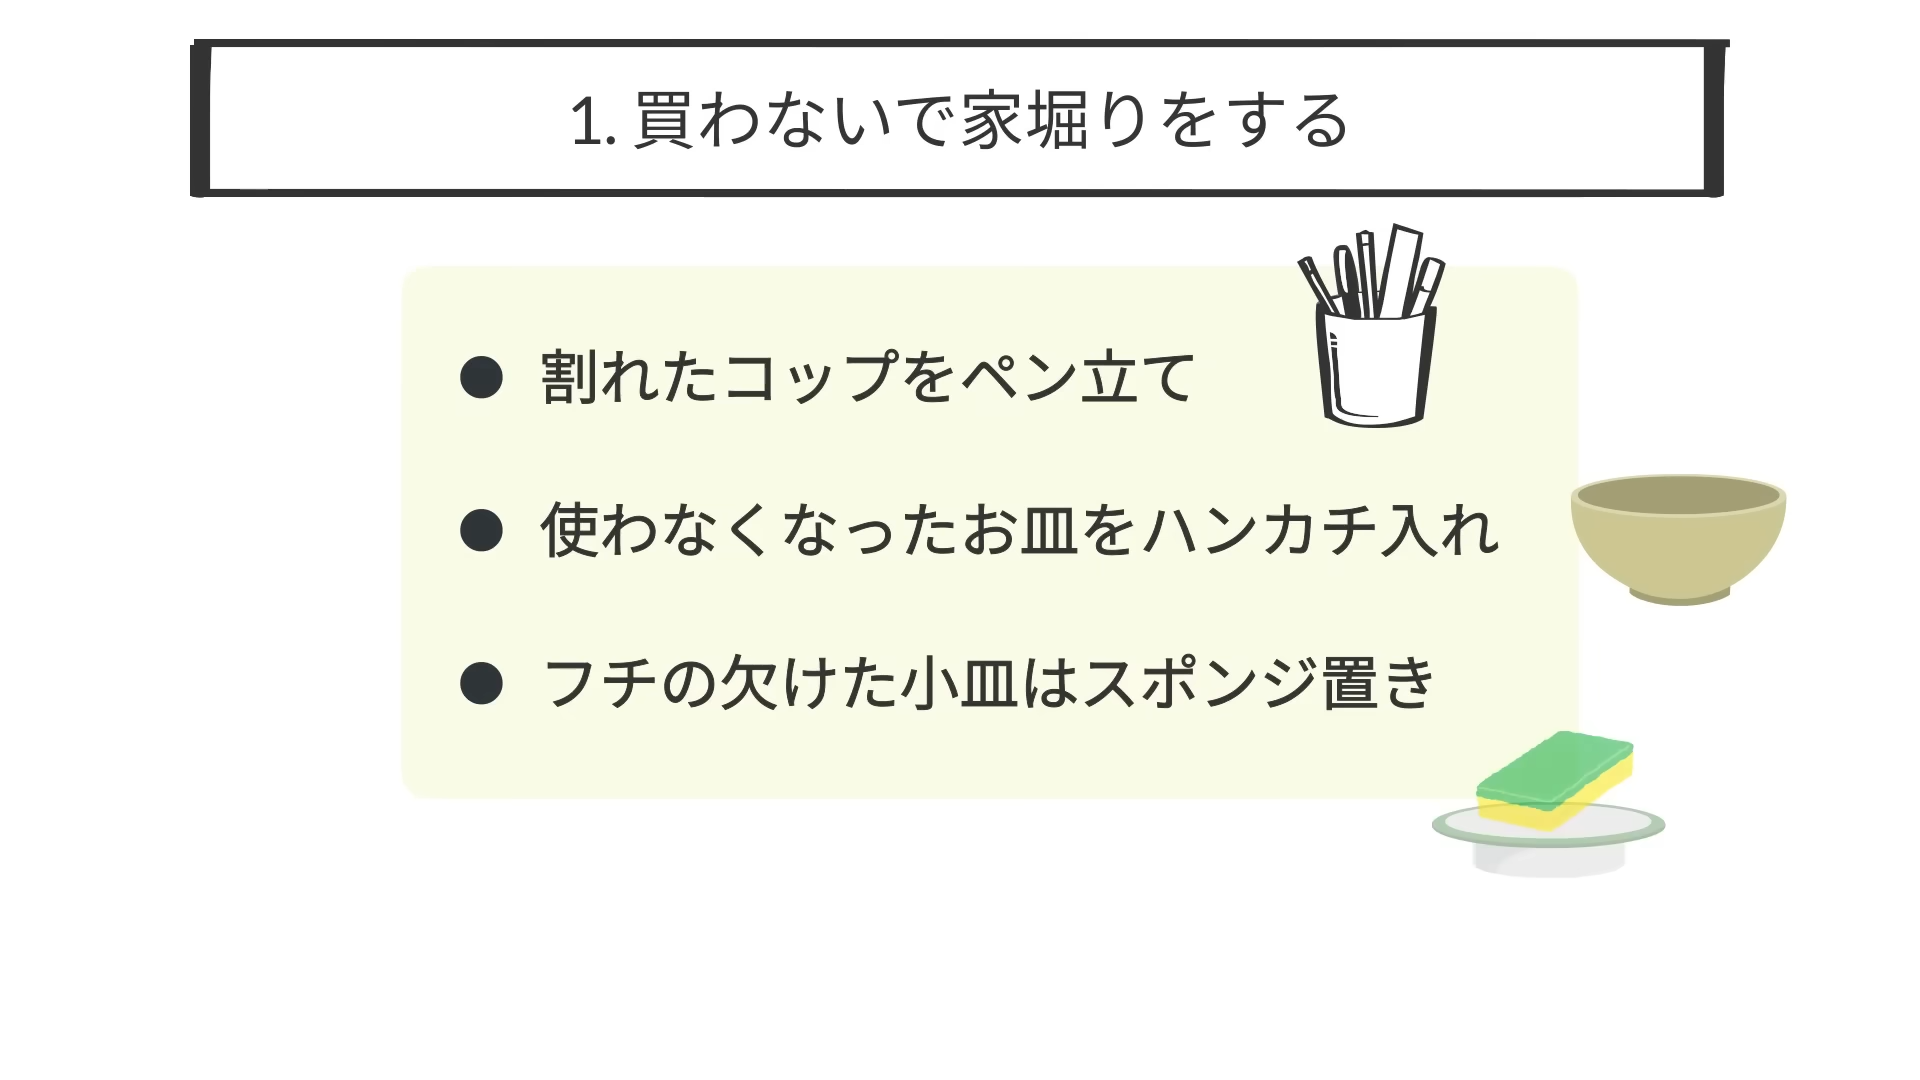 1. 買わないで家堀りをする
● 割れたコップをペン立て
● 使わなくなったお皿をハンカチ入れ
● フチの欠けた小皿はスポンジ置き